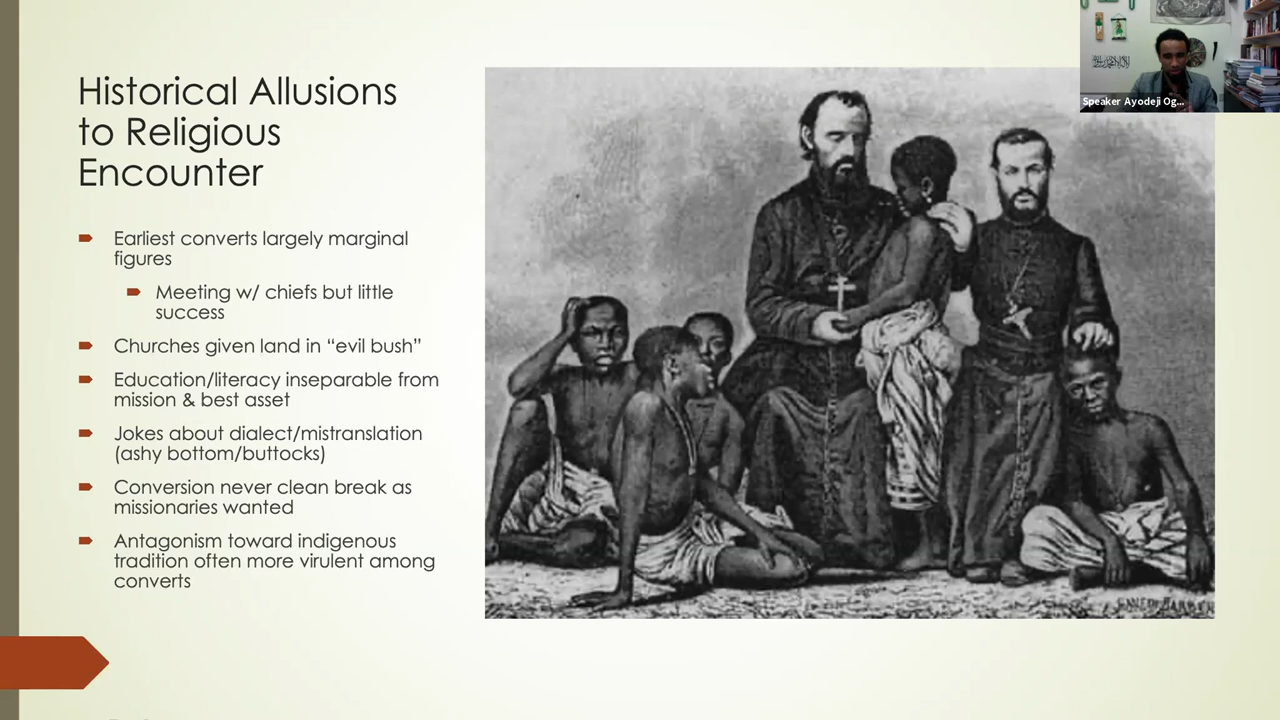 Historical Allusions
to Religious
Encounter
Earliest converts largely marginal
figures
Meeting w/ chiefs but little
success
Churches given land in “evil bush”
Education/literacy inseparable from
mission & best asset
Jokes about dialect/mistranslation
(ashy bottom/buttocks)
Conversion never clean break as
missionaries wanted
Antagonism toward indigenous
tradition often more virulent among
converts
Speaker Ayodeji Og...